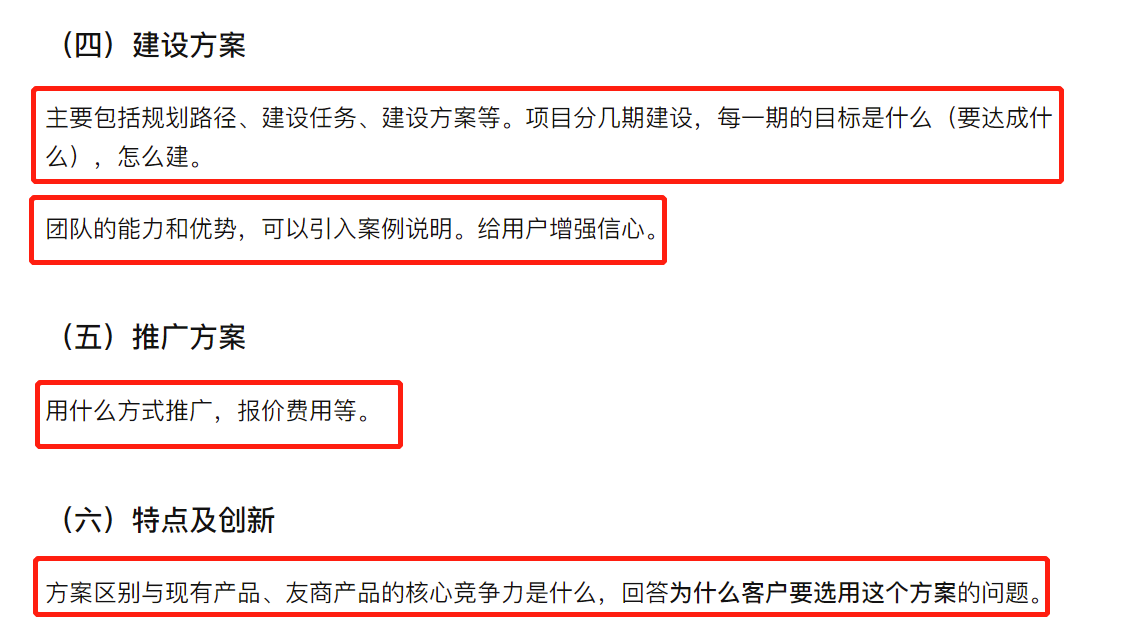 （四）建设方案
主要包括规划路径、建设任务、建设方案等。项目分几期建设，每一期的目标是什么（要达成什
么），怎么建。
团队的能力和优势，可以引入案例说明。给用户增强信心。
（五）推广方案
用什么方式推广，报价费用等。
（六）特点及创新
方案区别与现有产品、友商产品的核心竞争力是什么，回答为什么客户要选用这个方案的问题。